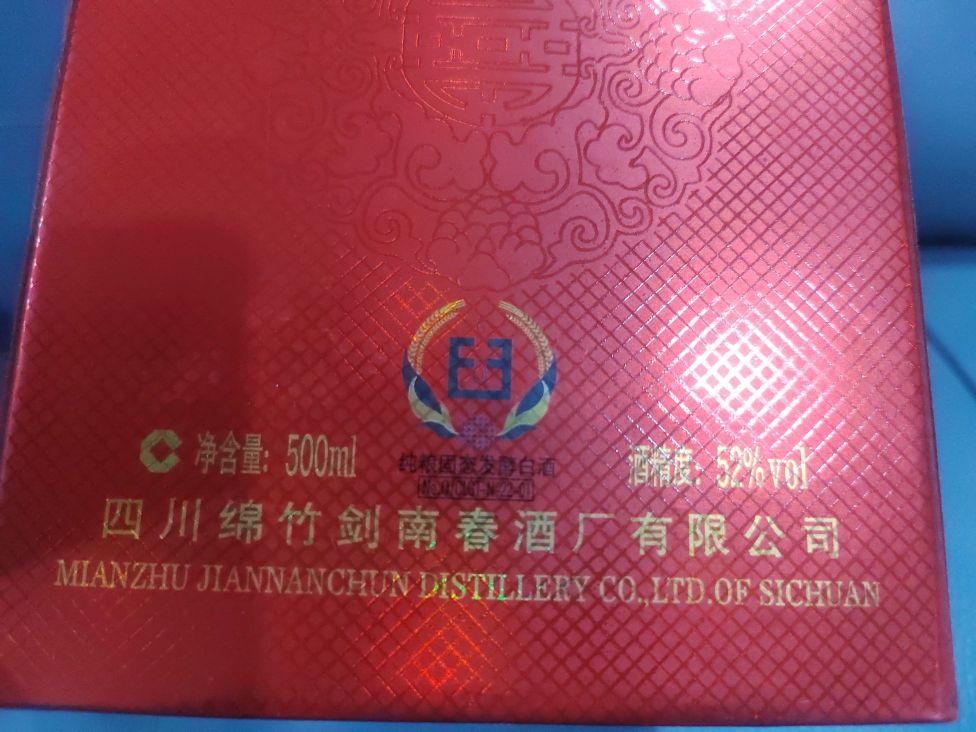 净含量: 500ml
酒精度: 52%vol
纯粮固态发酵白酒
四川绵竹剑南春酒厂有限公司
MIANZHU JIANNANCHUN DISTILLERY CO.,LTD.OF SICHUAN